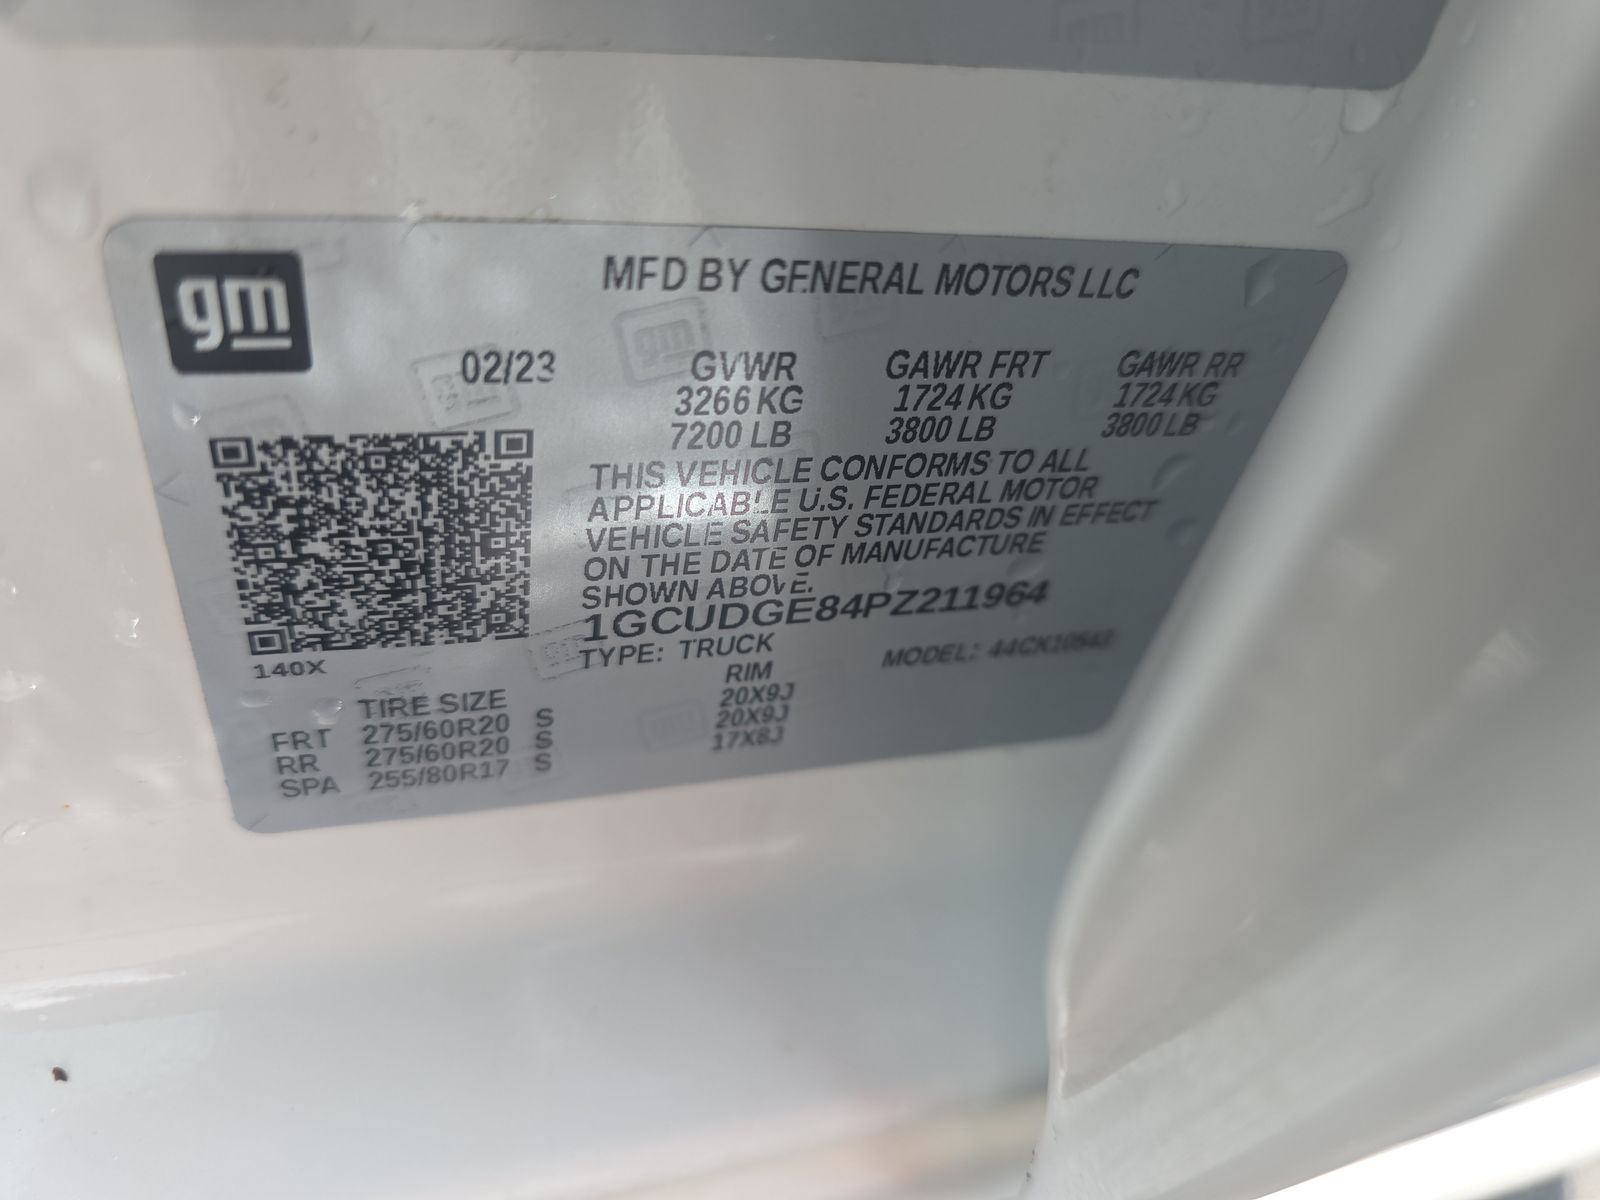 gm
MFD BY GENERAL MOTORS LLC
02/23 GVWR GAWR FRT GAWR RR
3266 KG 1724 KG 1724 KG
7200 LB 3800 LB 3800 LB
THIS VEHICLE CONFORMS TO ALL
APPLICABLE U.S. FEDERAL MOTOR
VEHICLE SAFETY STANDARDS IN EFFECT
ON THE DATE OF MANUFACTURE
SHOWN ABOVE.
1GCUDGE84PZ211964
140X
TYPE: TRUCK MODEL: 44CK10543
TIRE SIZE RIM
FRT 275/60R20 S 20X9J
RR 275/60R20 S 20X9J
SPA 255/80R17 S 17X8J